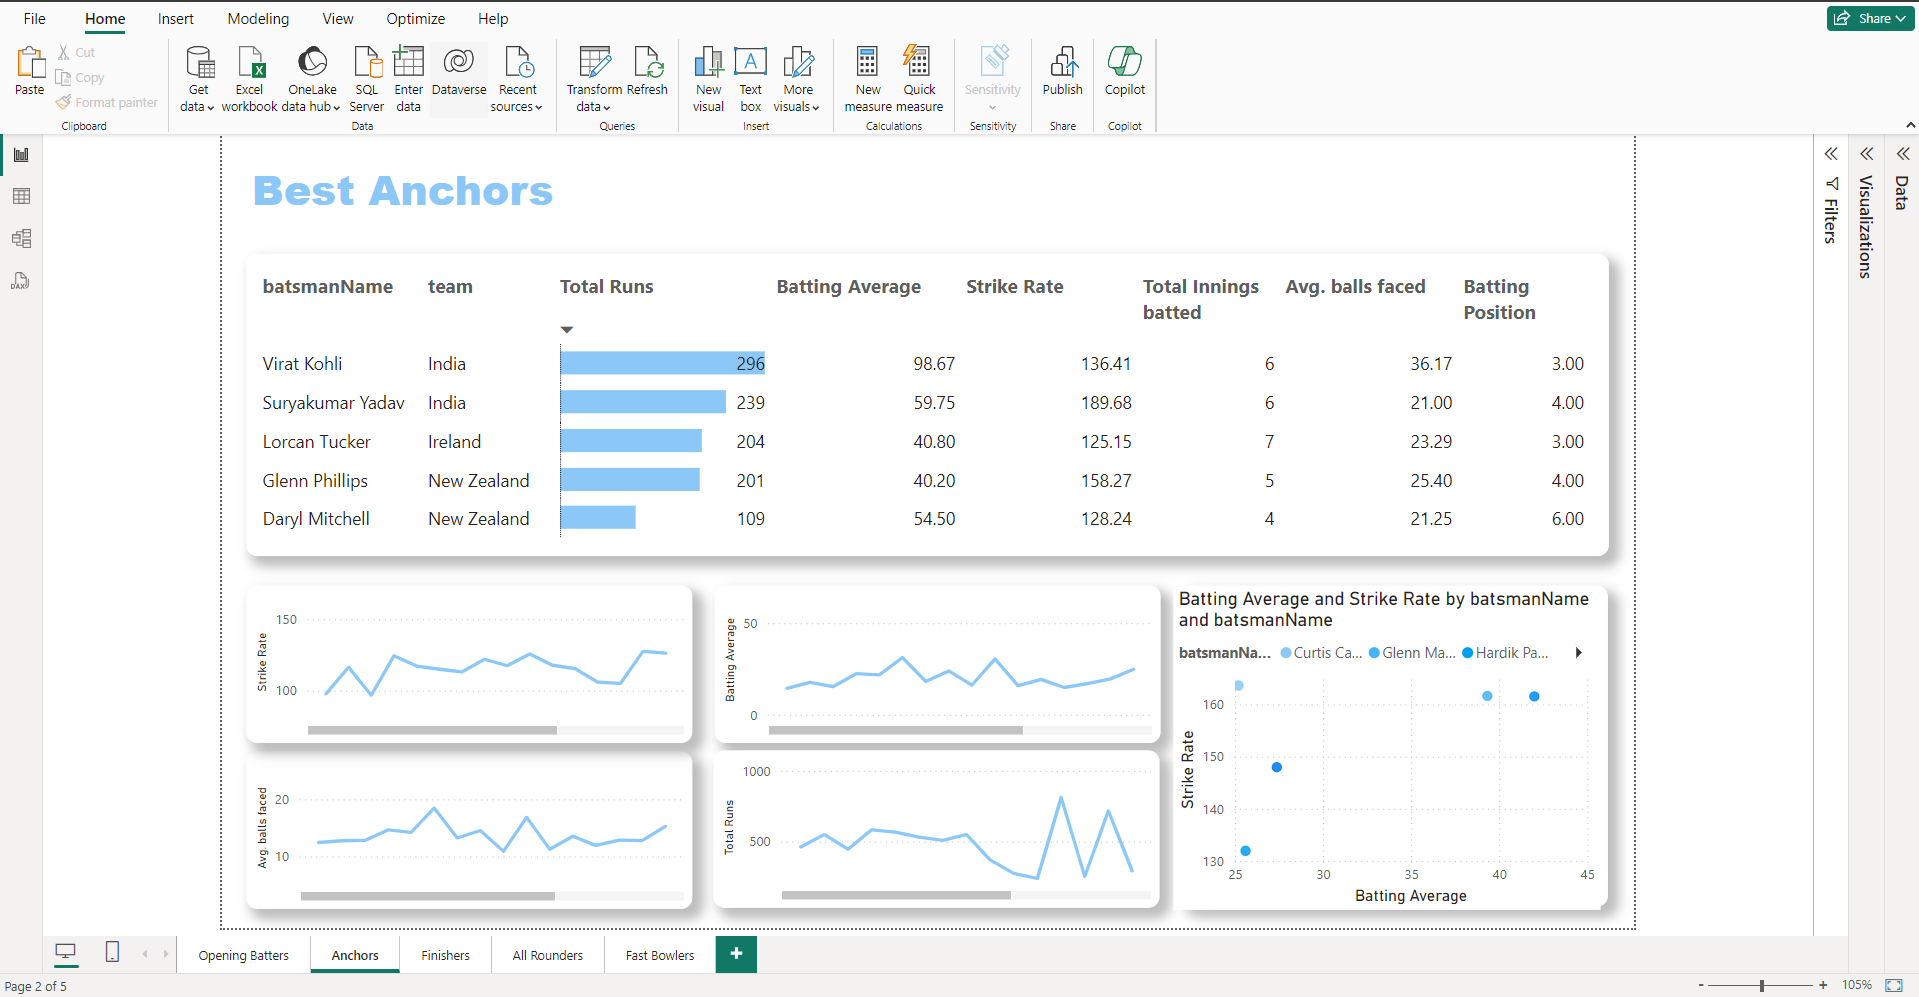 File Home Insert Modeling View Optimize Help Share
Paste Cut Copy Format painter
Get data Excel workbook OneLake data hub SQL Server Enter data Dataverse Recent sources Transform data Refresh New visual Text box More visuals New measure Quick measure Sensitivity Publish Copilot
Clipboard Data Queries Insert Calculations Sensitivity Share Copilot
Best Anchors
batsmanName team Total Runs Batting Average Strike Rate Total Innings batted Avg. balls faced Batting Position
Virat Kohli India 296 98.67 136.41 6 36.17 3.00
Suryakumar Yadav India 239 59.75 189.68 6 21.00 4.00
Lorcan Tucker Ireland 204 40.80 125.15 7 23.29 3.00
Glenn Phillips New Zealand 201 40.20 158.27 5 25.40 4.00
Daryl Mitchell New Zealand 109 54.50 128.24 4 21.25 6.00
Strike Rate
150
100
Batting Average
50
0
Avg. balls faced
20
10
Total Runs
1000
500
Batting Average and Strike Rate by batsmanName
and batsmanName
batsmanNa... Curtis Ca... Glenn Ma... Hardik Pa...
Strike Rate
160
150
140
130
25 30 35 40 45
Batting Average
Filters
Visualizations
Data
DAX
Opening Batters Anchors Finishers All Rounders Fast Bowlers +
Page 2 of 5 - + 105%